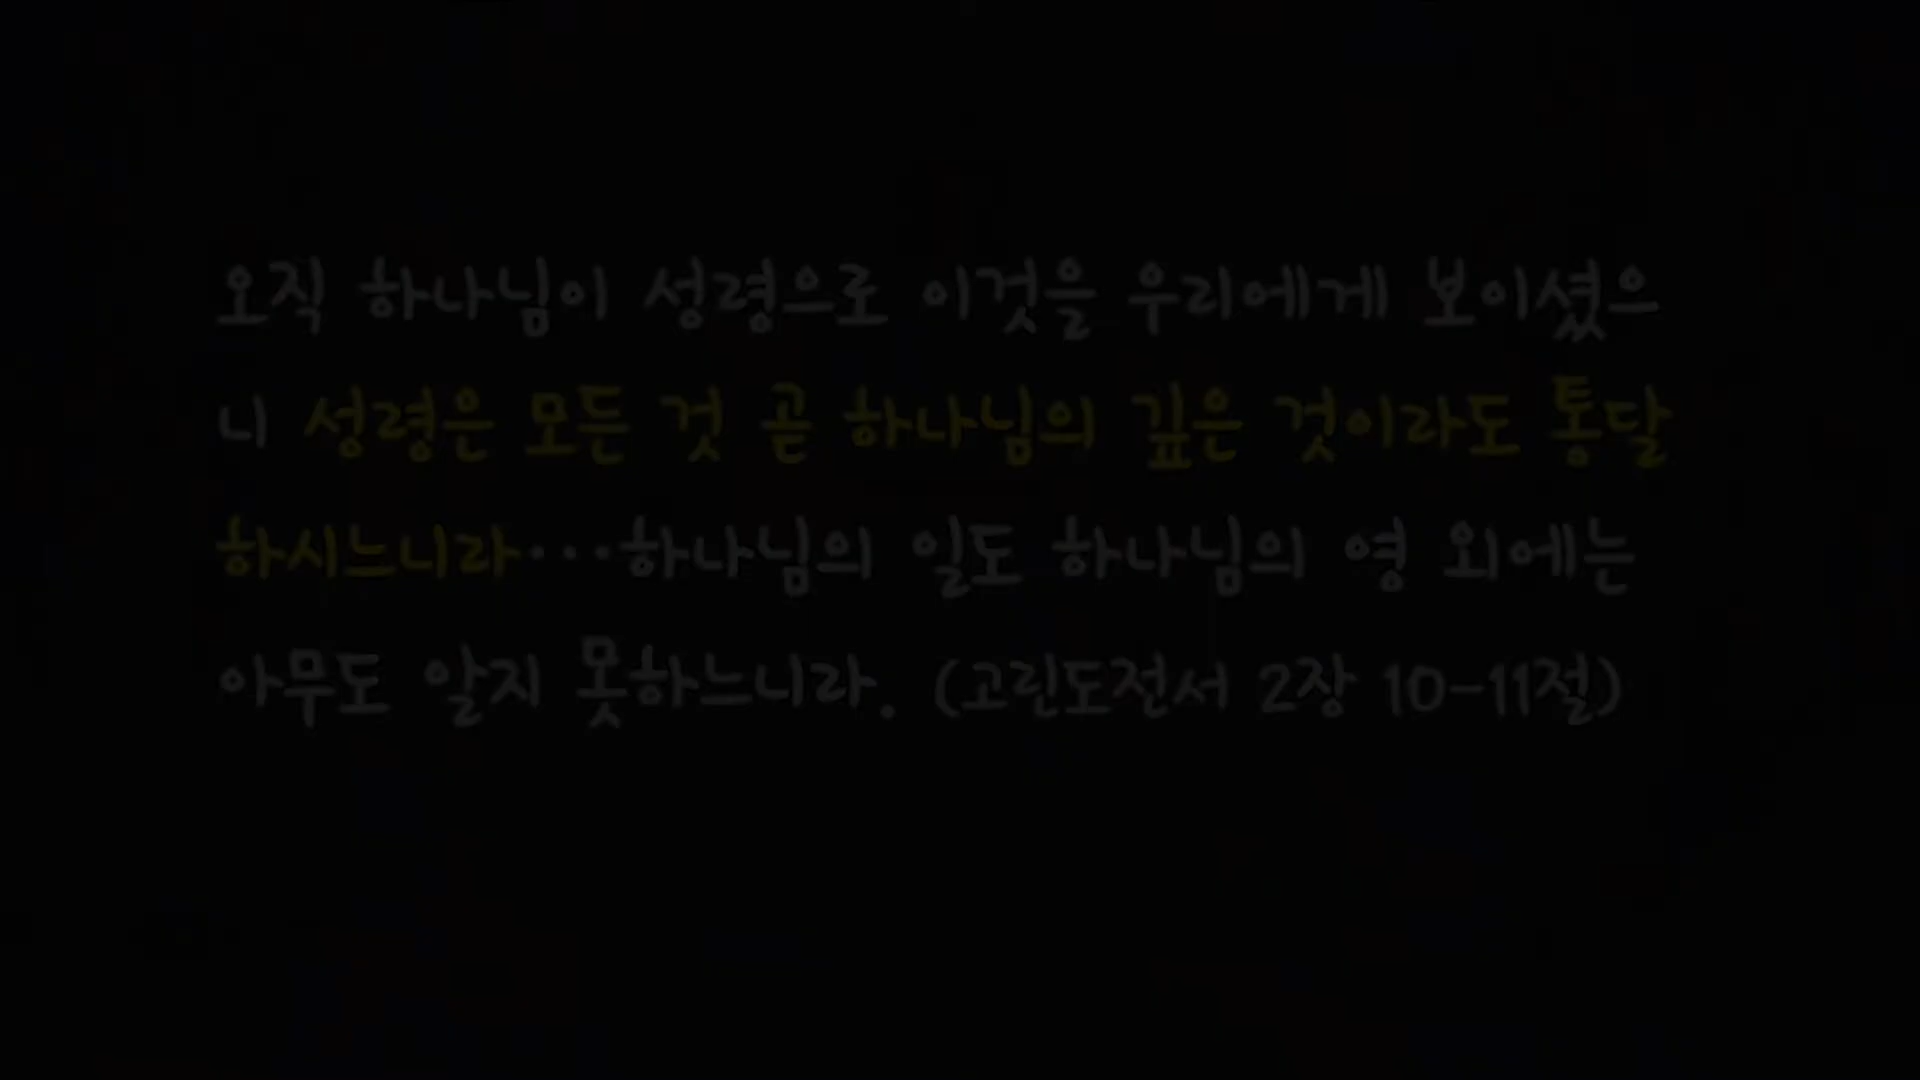 오직 하나님이 성령으로 이것을 우리에게 보이셨으
니 성령은 모든 것 곧 하나님의 깊은 것이라도 통달
하시느니라···하나님의 일도 하나님의 영 외에는
아무도 알지 못하느니라. (고린도전서 2장 10-11절)